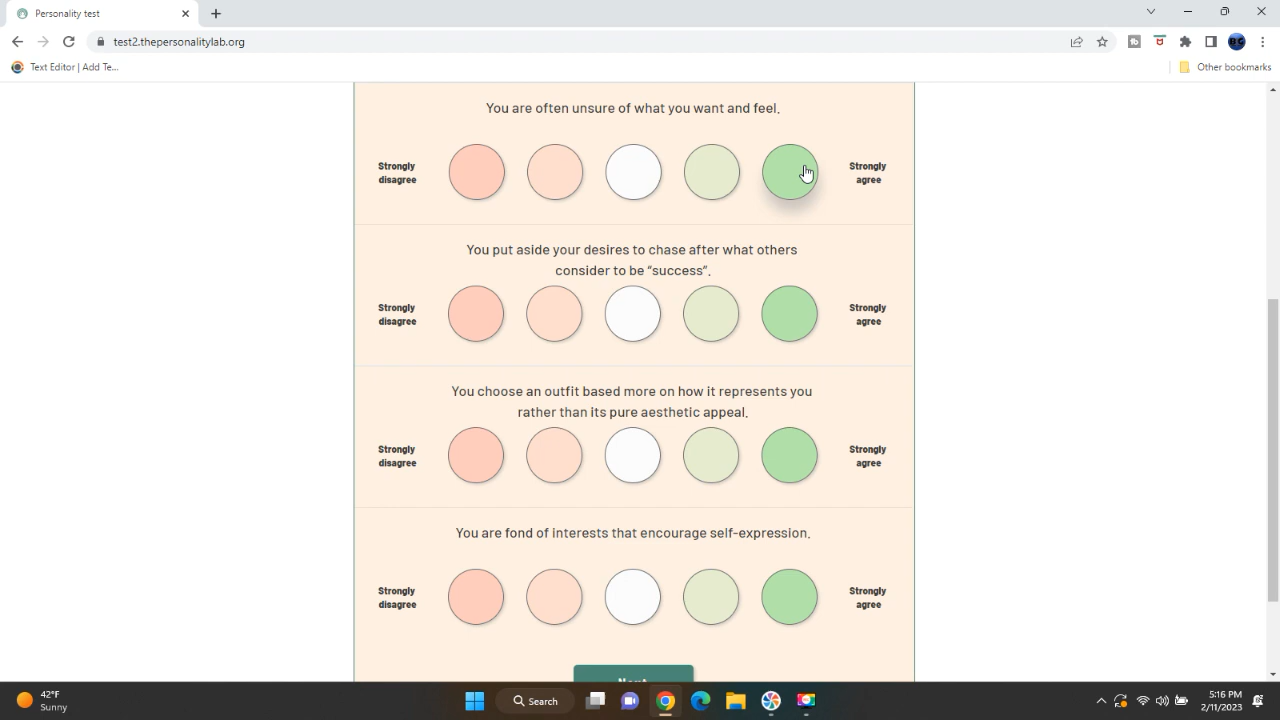 Personality test
test2.thepersonalitylab.org
Text Editor | Add Te...
Other bookmarks
You are often unsure of what you want and feel.
Strongly
disagree
Strongly
agree
You put aside your desires to chase after what others
consider to be “success”.
Strongly
disagree
Strongly
agree
You choose an outfit based more on how it represents you
rather than its pure aesthetic appeal.
Strongly
disagree
Strongly
agree
You are fond of interests that encourage self-expression.
Strongly
disagree
Strongly
agree
Next
42°F
Sunny
Search
5:16 PM
2/11/2023